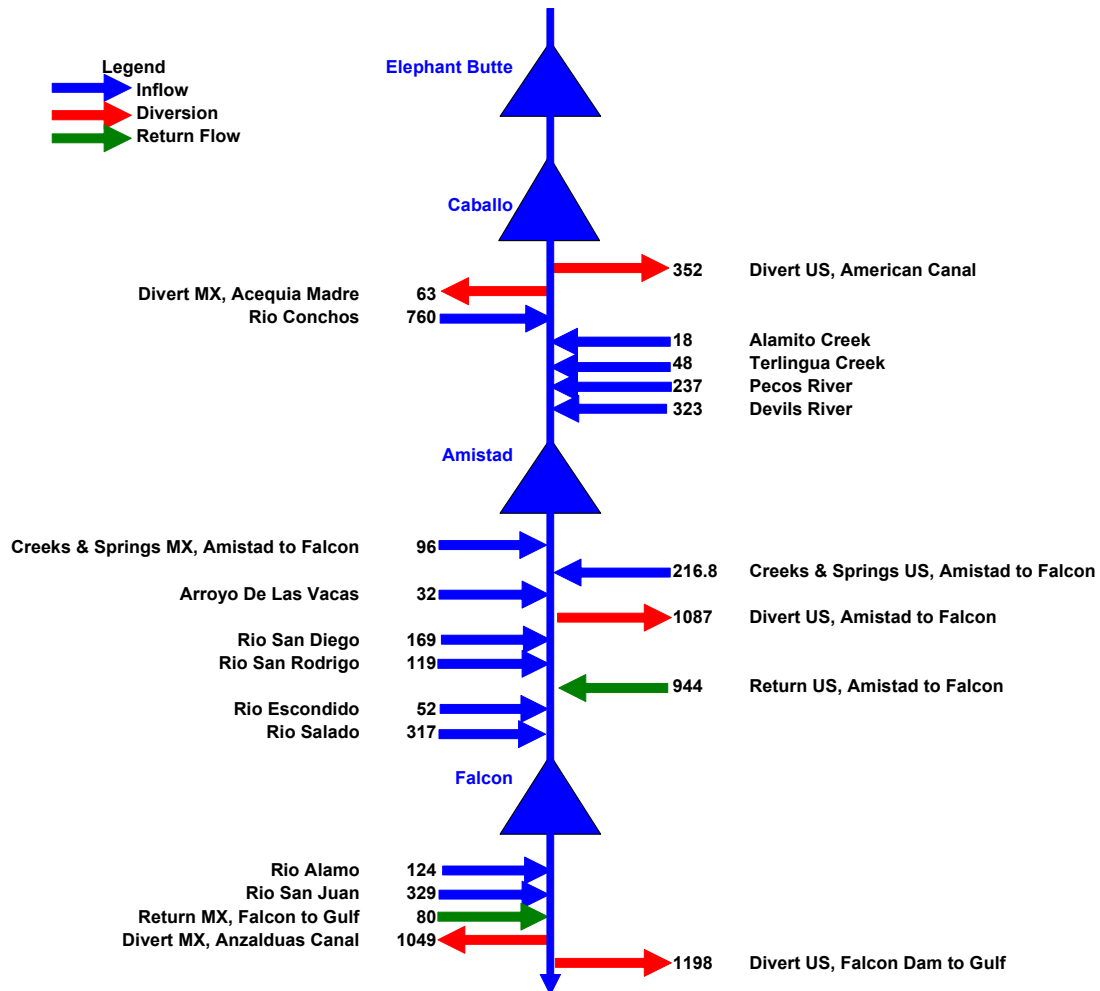 Elephant Butte
Legend
Inflow
Diversion
Return Flow
Caballo
352 Divert US, American Canal
Divert MX, Acequia Madre 63
Rio Conchos 760
18 Alamito Creek
48 Terlingua Creek
237 Pecos River
323 Devils River
Amistad
Creeks & Springs MX, Amistad to Falcon 96
216.8 Creeks & Springs US, Amistad to Falcon
Arroyo De Las Vacas 32
1087 Divert US, Amistad to Falcon
Rio San Diego 169
Rio San Rodrigo 119
944 Return US, Amistad to Falcon
Rio Escondido 52
Rio Salado 317
Falcon
Rio Alamo 124
Rio San Juan 329
Return MX, Falcon to Gulf 80
Divert MX, Anzalduas Canal 1049
1198 Divert US, Falcon Dam to Gulf